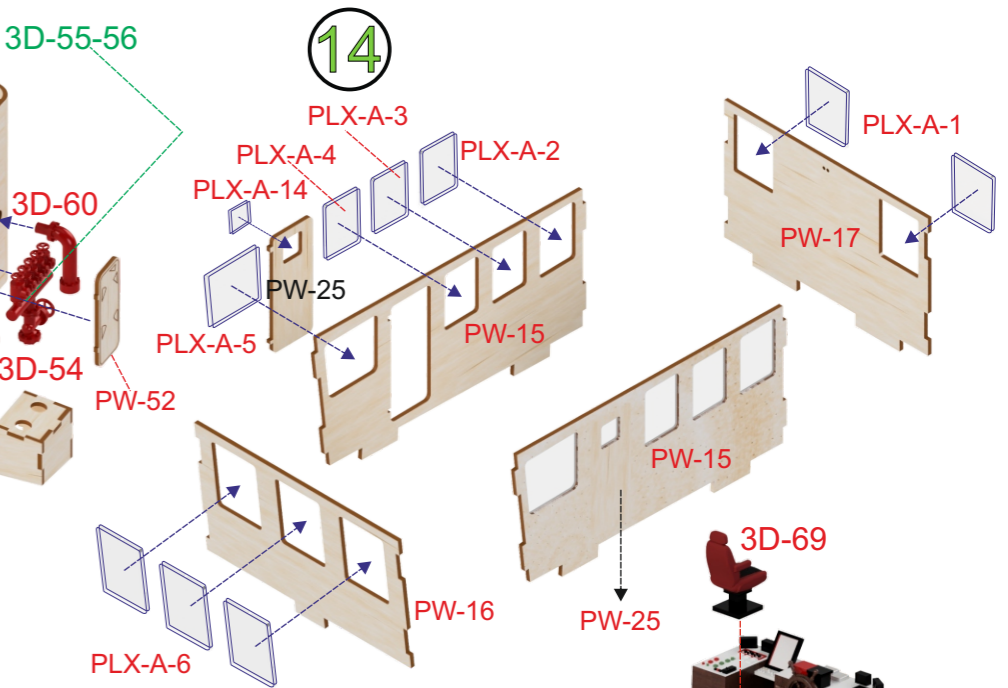 3D-55-56
14
PLX-A-3
PLX-A-1
PLX-A-4
PLX-A-2
PLX-A-14
3D-60
PW-17
PW-25
PLX-A-5
PW-15
3D-54
PW-52
PW-15
3D-69
PW-16
PW-25
PLX-A-6